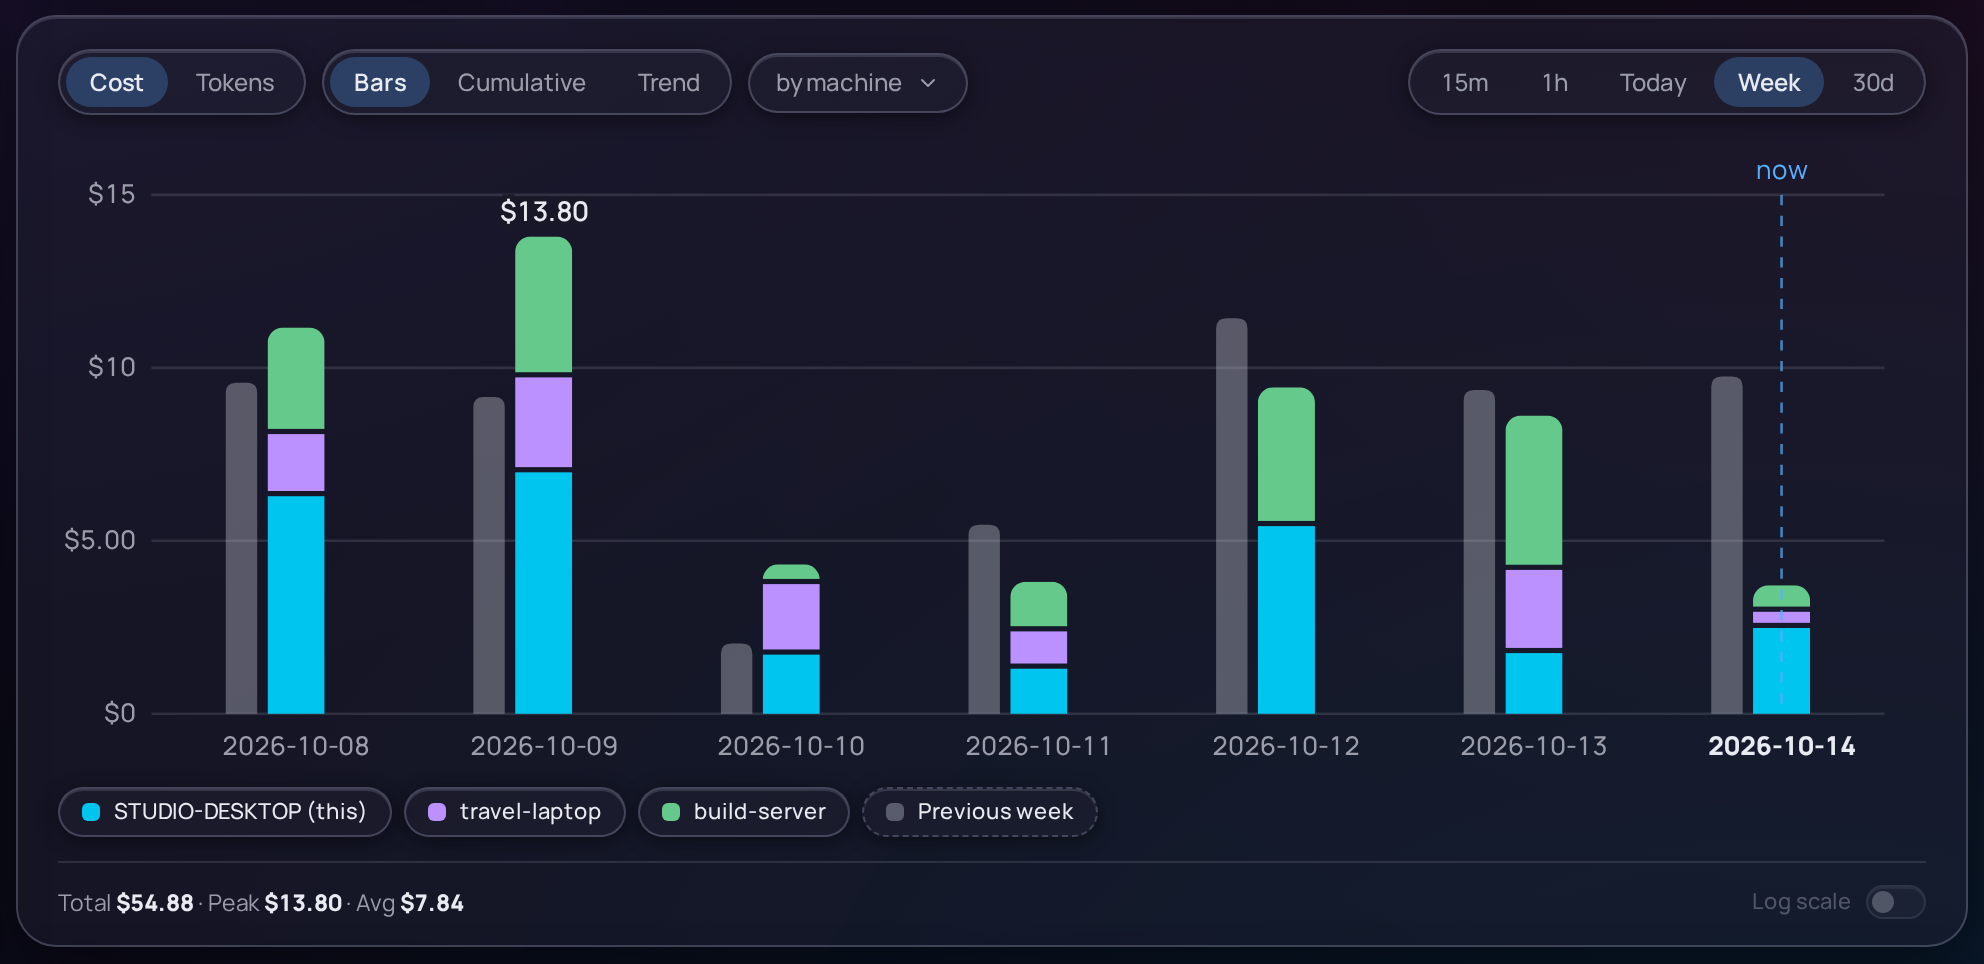 Cost Tokens Bars Cumulative Trend by machine 15m 1h Today Week 30d
now
$15
$13.80
$10
$5.00
$0
2026-10-08 2026-10-09 2026-10-10 2026-10-11 2026-10-12 2026-10-13 2026-10-14
STUDIO-DESKTOP (this) travel-laptop build-server Previous week
Total $54.88 · Peak $13.80 · Avg $7.84 Log scale